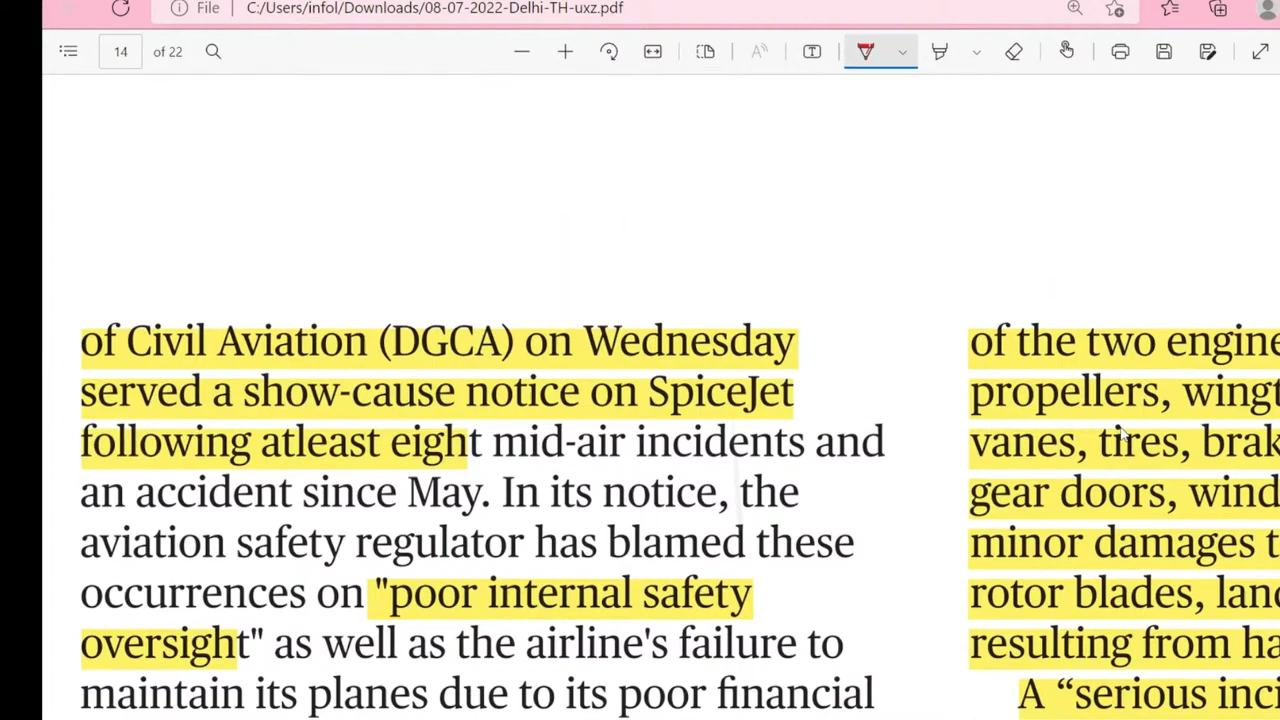 File C:/Users/infol/Downloads/08-07-2022-Delhi-TH-uxz.pdf
14 of 22
of Civil Aviation (DGCA) on Wednesday
served a show-cause notice on SpiceJet
following atleast eight mid-air incidents and
an accident since May. In its notice, the
aviation safety regulator has blamed these
occurrences on "poor internal safety
oversight" as well as the airline's failure to
maintain its planes due to its poor financial
of the two engine
propellers, wingt
vanes, tires, brak
gear doors, wind
minor damages t
rotor blades, lan
resulting from ha
A “serious inci